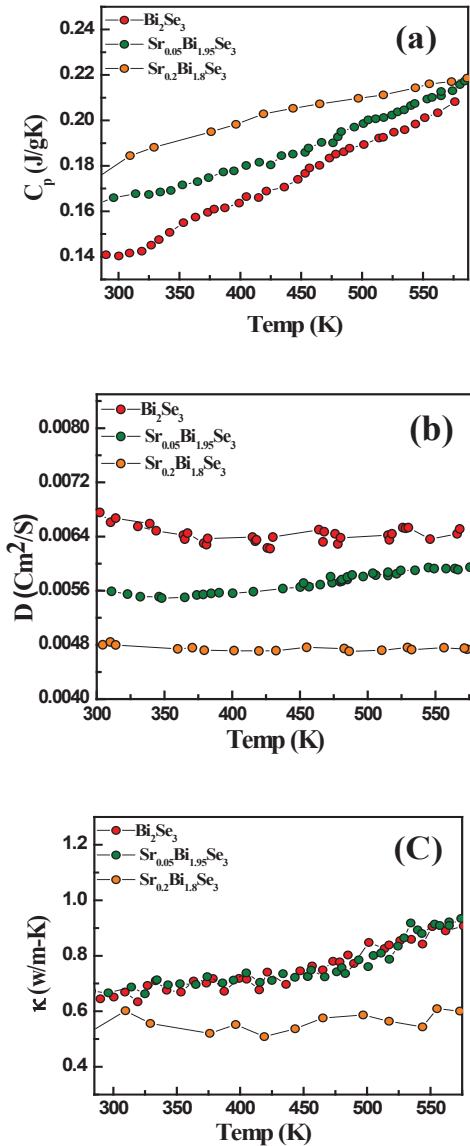 Bi₂Se₃
Sr₀.₀₅Bi₁.₉₅Se₃
Sr₀.₂Bi₁.₈Se₃
(a)
0.24
0.22
0.20
0.18
0.16
0.14
Cₚ (J/gK)
300 350 400 450 500 550
Temp (K)
Bi₂Se₃
Sr₀.₀₅Bi₁.₉₅Se₃
Sr₀.₂Bi₁.₈Se₃
(b)
0.0080
0.0072
0.0064
0.0056
0.0048
0.0040
D ((Cm²/S)
300 350 400 450 500 550
Temp (K)
Bi₂Se₃
Sr₀.₀₅Bi₁.₉₅Se₃
Sr₀.₂Bi₁.₈Se₃
(C)
1.2
1.0
0.8
0.6
0.4
κ (w/m-K)
300 350 400 450 500 550
Temp (K)